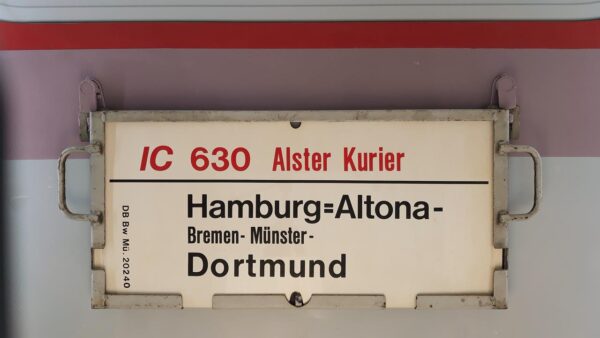 IC 630 Alster Kurier
Hamburg=Altona-
Bremen- Münster-
Dortmund
DB Bw Mü. 20240